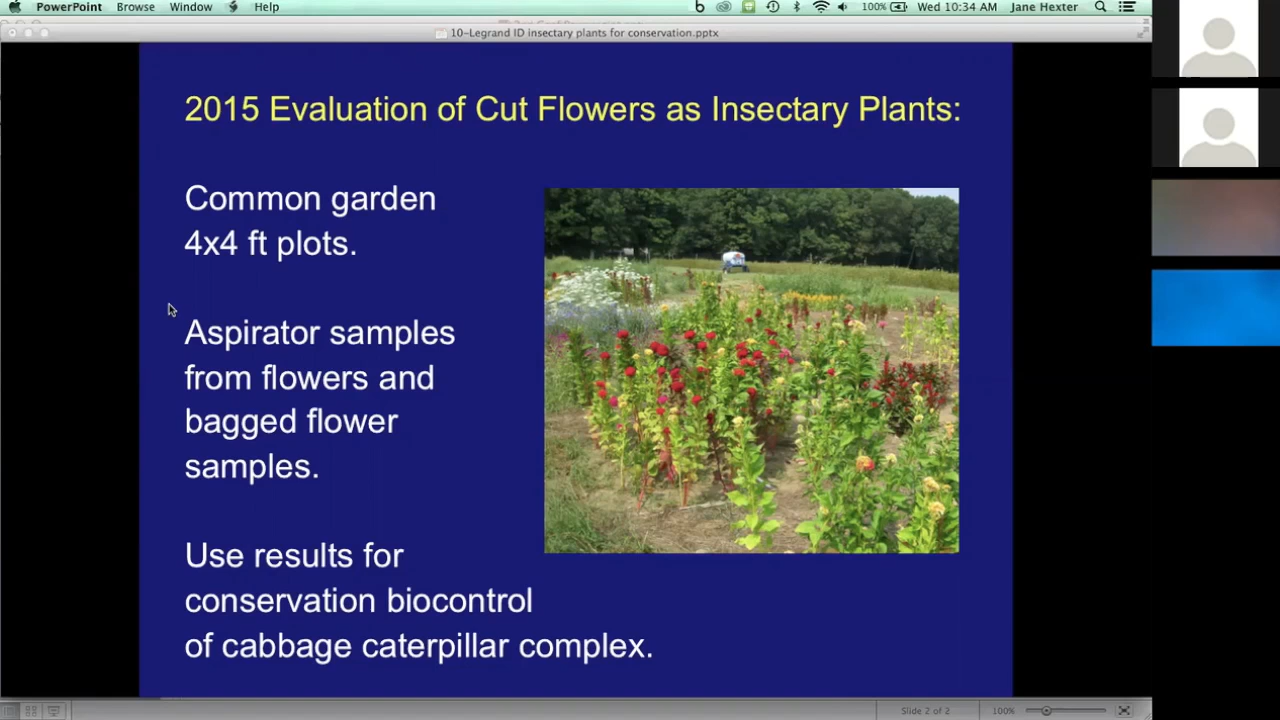 PowerPoint Browse Window Help 100% Wed 10:34 AM Jane Hexter
10-Legrand ID insectary plants for conservation.pptx
2015 Evaluation of Cut Flowers as Insectary Plants:
Common garden
4x4 ft plots.
Aspirator samples
from flowers and
bagged flower
samples.
Use results for
conservation biocontrol
of cabbage caterpillar complex.
Slide 2 of 2 100%